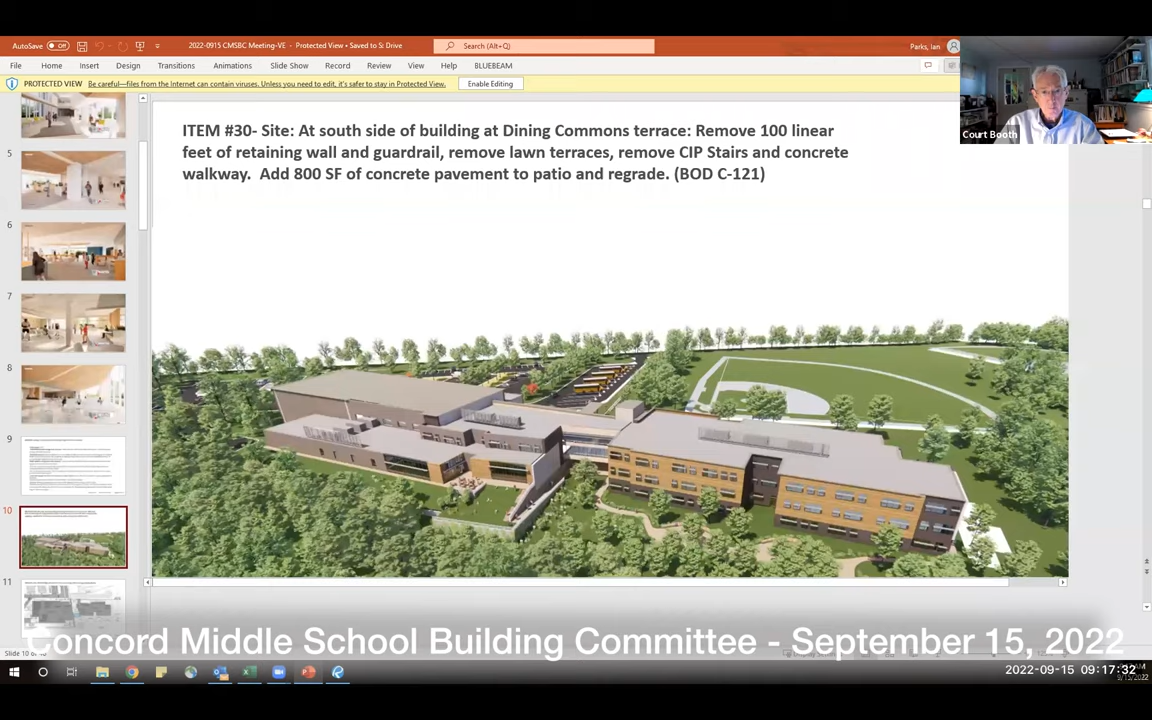 AutoSave Off
2022-0915 CMSBC Meeting-VE - Protected View • Saved to S: Drive
Search (Alt+Q)
Parks, Ian
File Home Insert Design Transitions Animations Slide Show Record Review View Help BLUEBEAM
PROTECTED VIEW Be careful—files from the Internet can contain viruses. Unless you need to edit, it's safer to stay in Protected View. Enable Editing
Court Booth
ITEM #30- Site: At south side of building at Dining Commons terrace: Remove 100 linear
feet of retaining wall and guardrail, remove lawn terraces, remove CIP Stairs and concrete
walkway. Add 800 SF of concrete pavement to patio and regrade. (BOD C-121)
5
6
7
8
9
10
11
Concord Middle School Building Committee - September 15, 2022
Slide 10 of
2022-09-15 09:17:32
9/15/2022